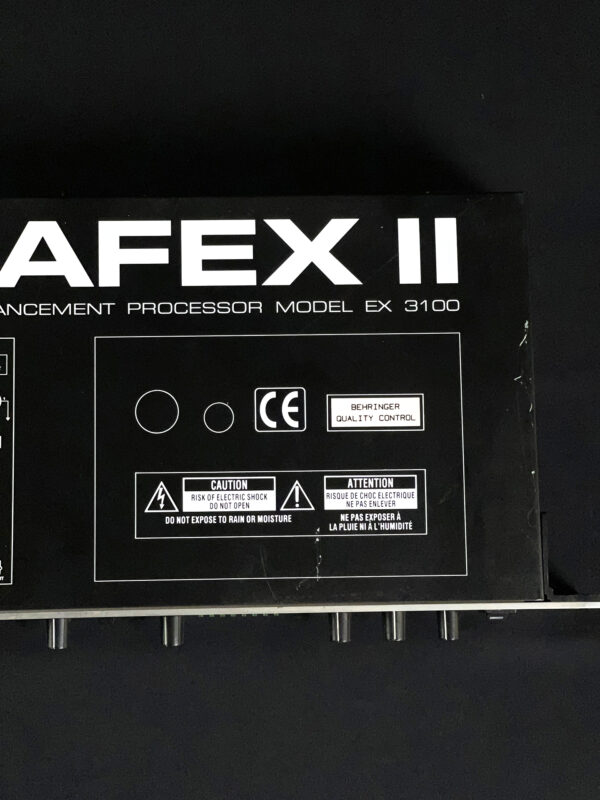 AFEX II
ANCEMENT PROCESSOR MODEL EX 3100
CE
BEHRINGER
QUALITY CONTROL
CAUTION
RISK OF ELECTRIC SHOCK
DO NOT OPEN
!
DO NOT EXPOSE TO RAIN OR MOISTURE
ATTENTION
RISQUE DE CHOC ELECTRIQUE
NE PAS ENLEVER
NE PAS EXPOSER À
LA PLUIE NI À L'HUMIDITÉ